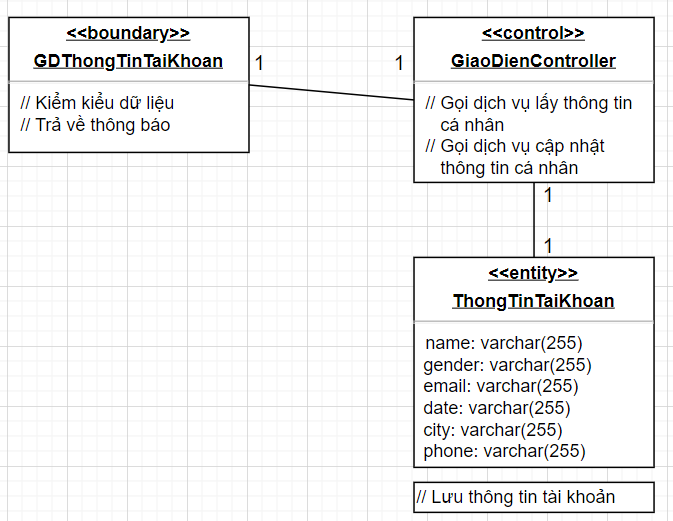 <<boundary>>
GDThongTinTaiKhoan
// Kiểm kiểu dữ liệu
// Trả về thông báo
1
1
<<control>>
GiaoDienController
// Gọi dịch vụ lấy thông tin
cá nhân
// Gọi dịch vụ cập nhật
thông tin cá nhân
1
1
<<entity>>
ThongTinTaiKhoan
name: varchar(255)
gender: varchar(255)
email: varchar(255)
date: varchar(255)
city: varchar(255)
phone: varchar(255)
// Lưu thông tin tài khoản